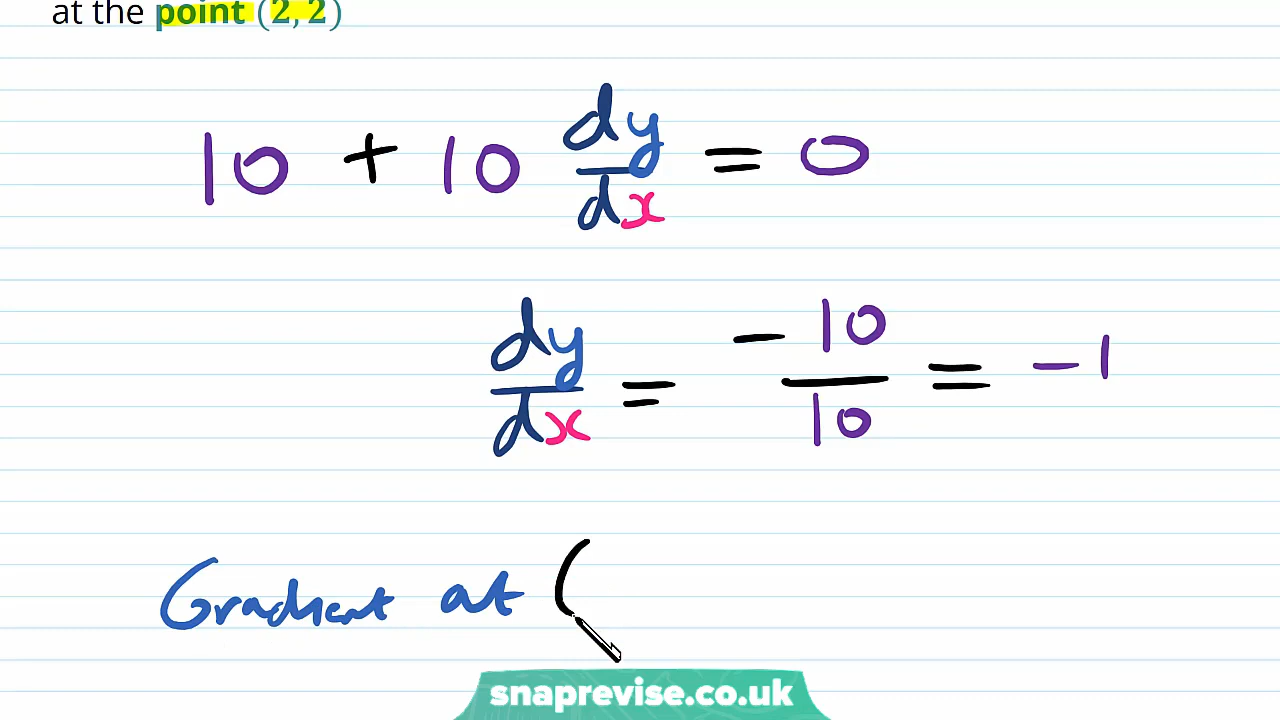 at the point (2, 2)
10 + 10 dy/dx = 0
dy/dx = -10/10 = -1
Gradient at (
snaprevise.co.uk